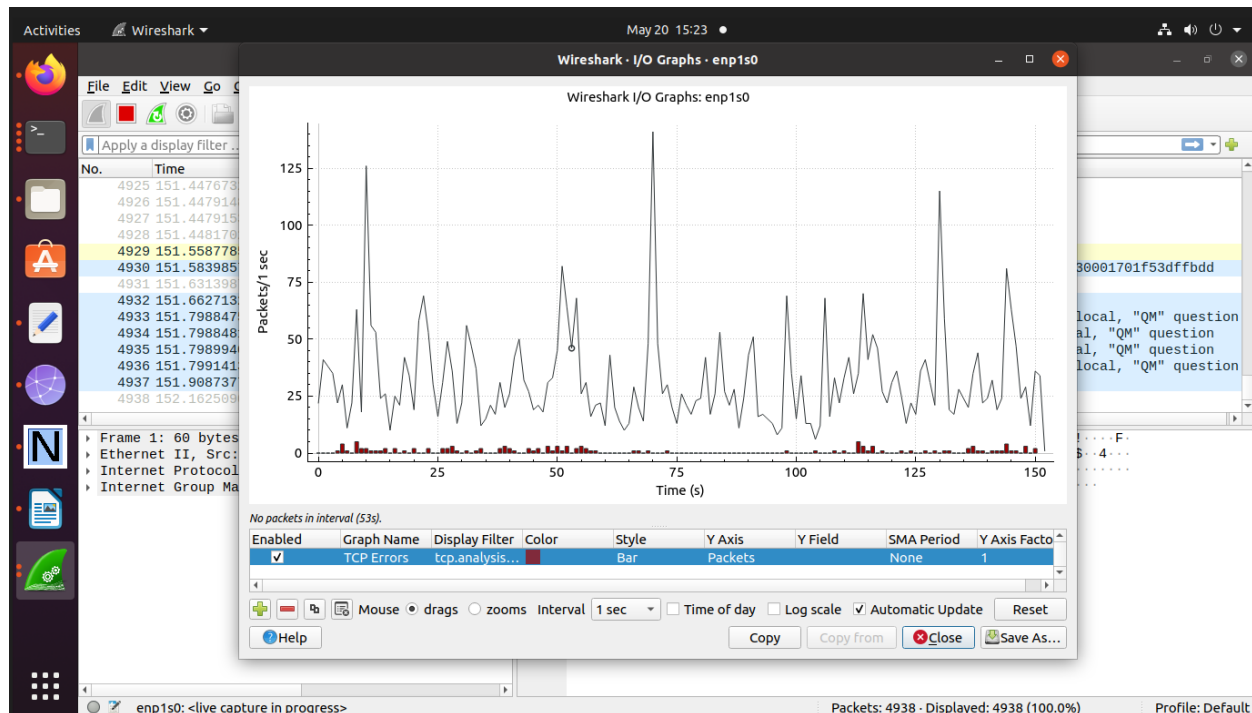 Activities Wireshark May 20 15:23
Wireshark · I/O Graphs · enp1s0
File Edit View Go
Apply a display filter ...
No. Time
4925 151.44767
4926 151.447914
4927 151.447915
4928 151.448170
4929 151.558778
4930 151.583985 30001701f53dffbdd
4931 151.631398
4932 151.662713
4933 151.798847 local, "QM" question
4934 151.798848 al, "QM" question
4935 151.798994 al, "QM" question
4936 151.799141 local, "QM" question
4937 151.908737
4938 152.162509
Frame 1: 60 bytes
Ethernet II, Src:
Internet Protocol
Internet Group Ma
! · · · · F ·
$ · · 4 ·
Wireshark I/O Graphs: enp1s0
Packets/1 sec
125
100
75
50
25
0
0 25 50 75 100 125 150
Time (s)
No packets in interval (53s).
Enabled Graph Name Display Filter Color Style Y Axis Y Field SMA Period Y Axis Facto
TCP Errors tcp.analysis... Bar Packets None 1
Mouse drags zooms Interval 1 sec Time of day Log scale Automatic Update Reset
Help Copy Copy from Close Save As...
enp1s0: <live capture in progress> Packets: 4938 · Displayed: 4938 (100.0%) Profile: Default